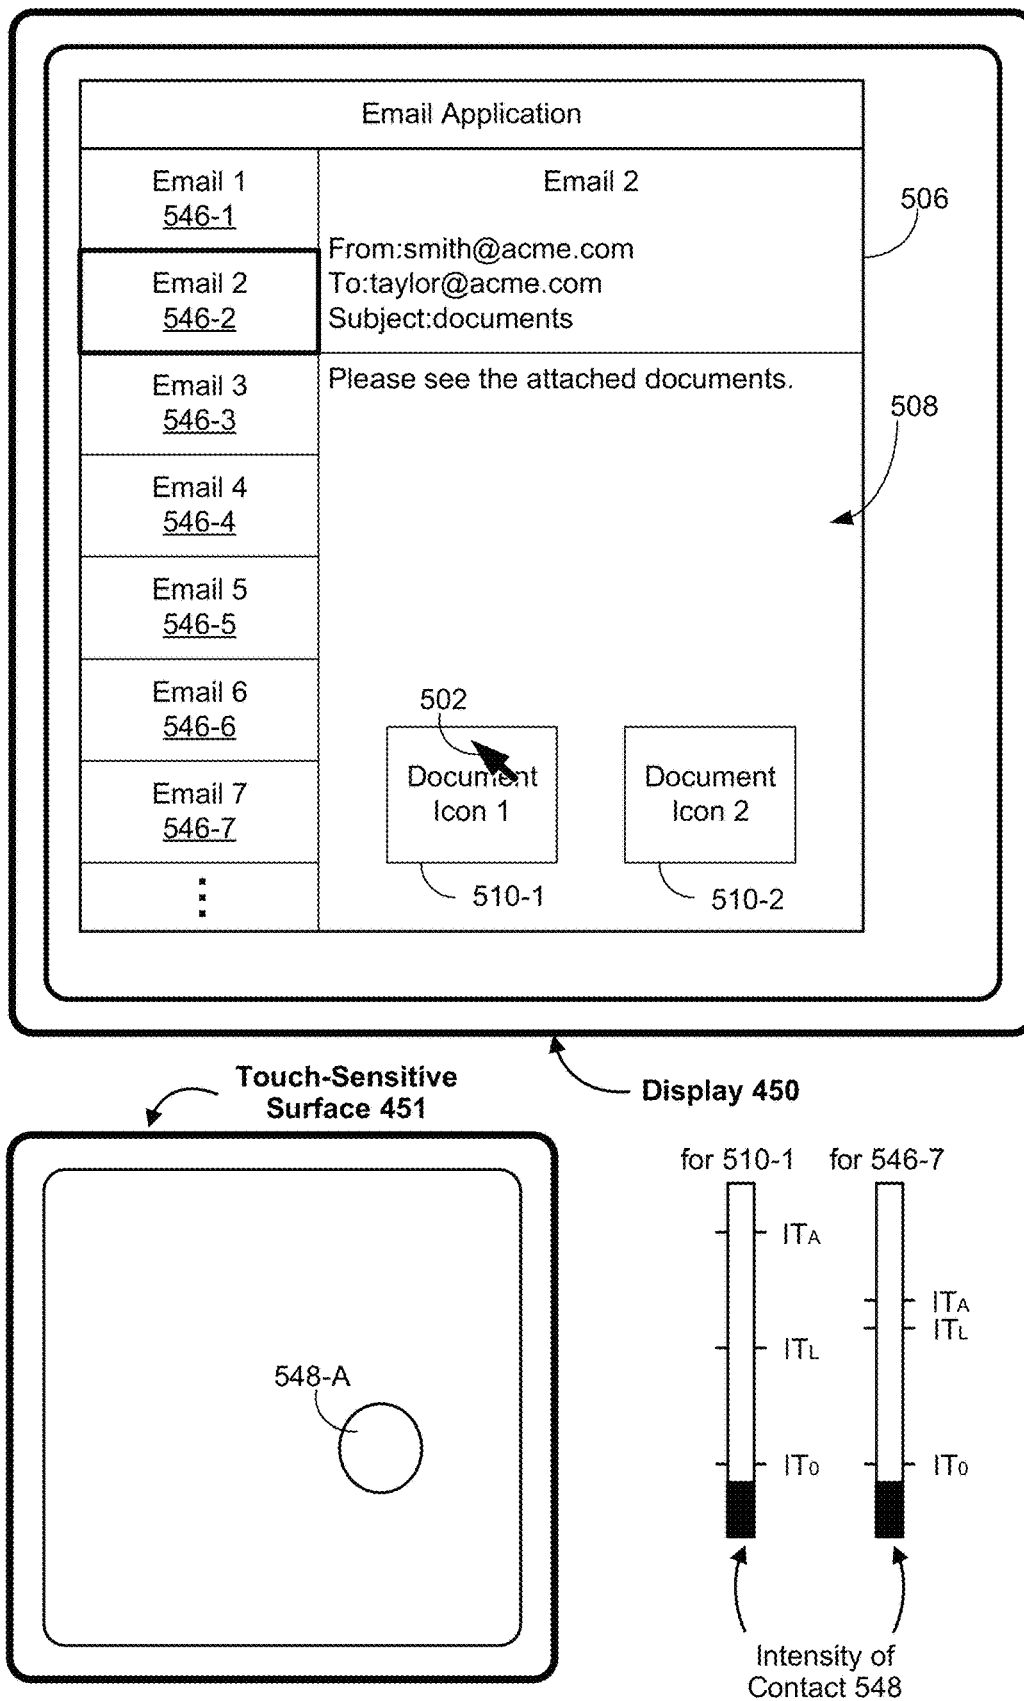 Email Application
Email 1
546-1
Email 2
546-2
Email 3
546-3
Email 4
546-4
Email 5
546-5
Email 6
546-6
Email 7
546-7
Email 2
From:smith@acme.com
To:taylor@acme.com
Subject:documents
Please see the attached documents.
506
508
502
Document
Icon 1
Document
Icon 2
510-1
510-2
Touch-Sensitive
Surface 451
Display 450
548-A
for 510-1
ITA
ITL
IT0
for 546-7
ITA
ITL
IT0
Intensity of
Contact 548